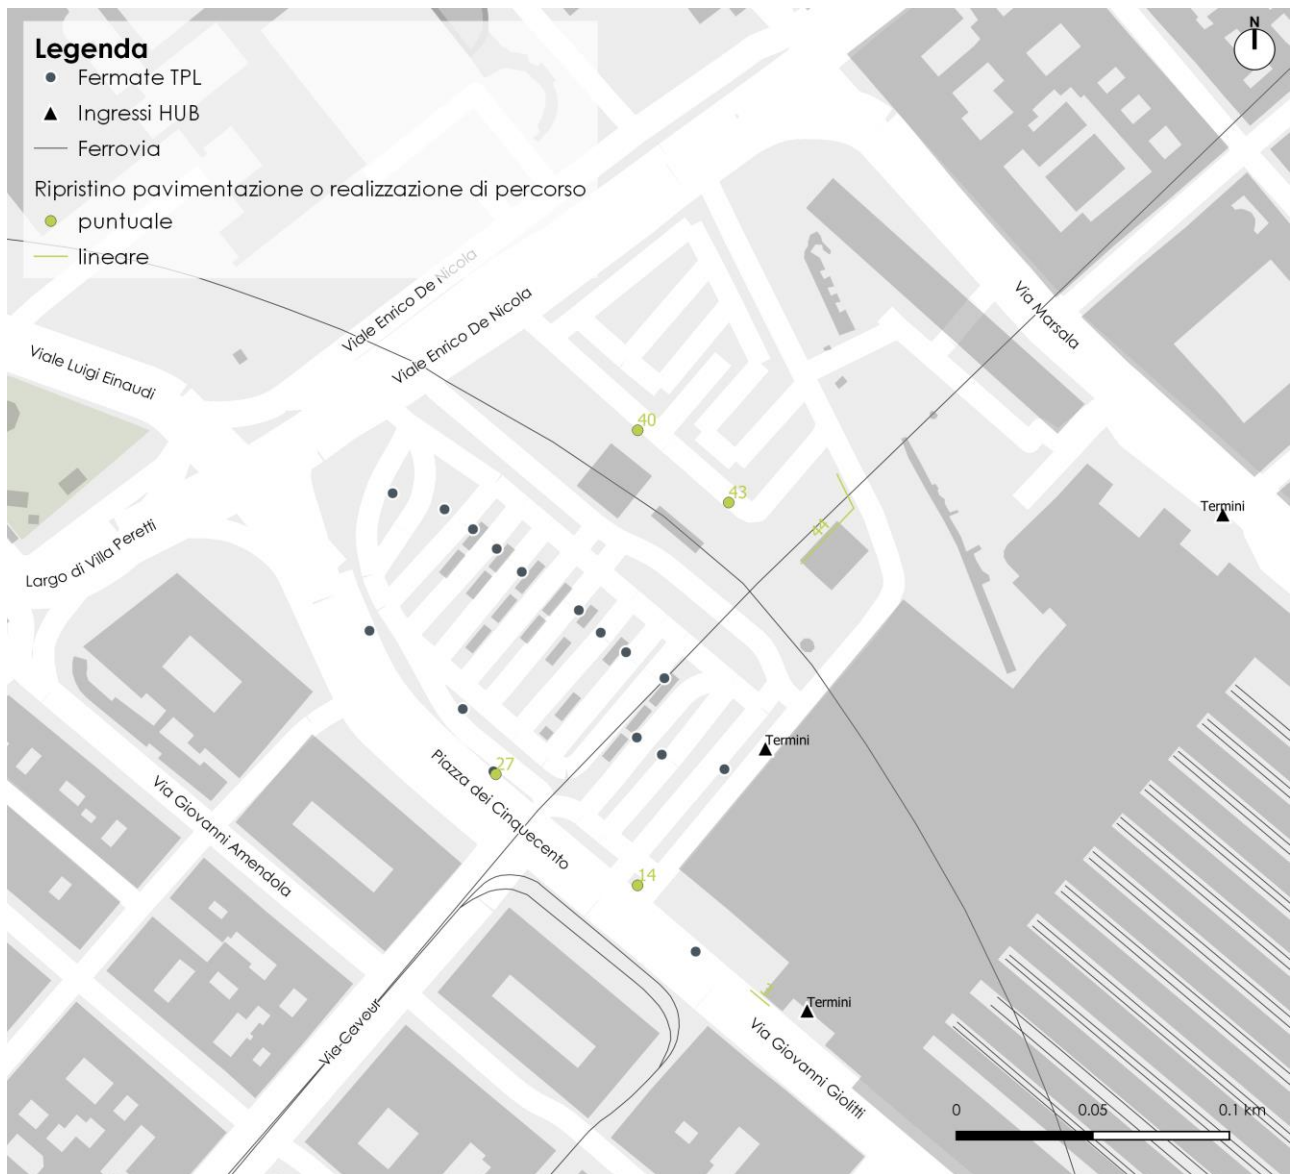 Legenda
Fermate TPL
Ingressi HUB
Ferrovia
Ripristino pavimentazione o realizzazione di percorso
puntuale
lineare
N
Viale Enrico De Nicola
Viale Enrico De Nicola
Viale Luigi Einaudi
Via Marsala
40
43
44
Termini
Largo di Villa Peretti
Termini
27
Piazza dei Cinquecento
Via Giovanni Amendola
14
Termini
Via Cavour
Via Giovanni Giolitti
0 0.05 0.1 km